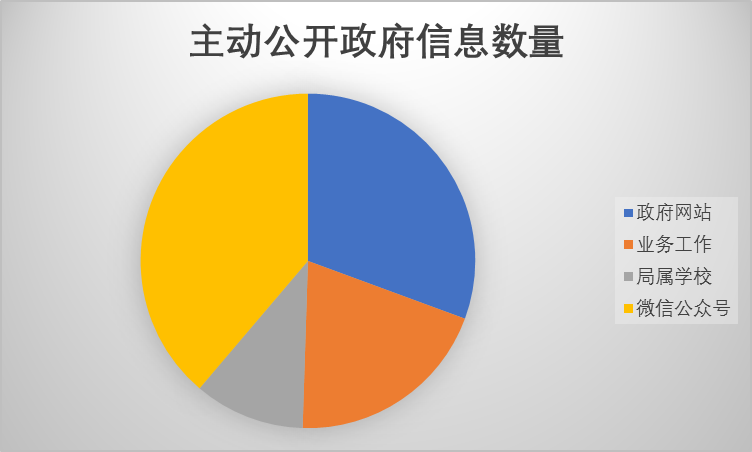 主动公开政府信息数量
政府网站
业务工作
局属学校
微信公众号